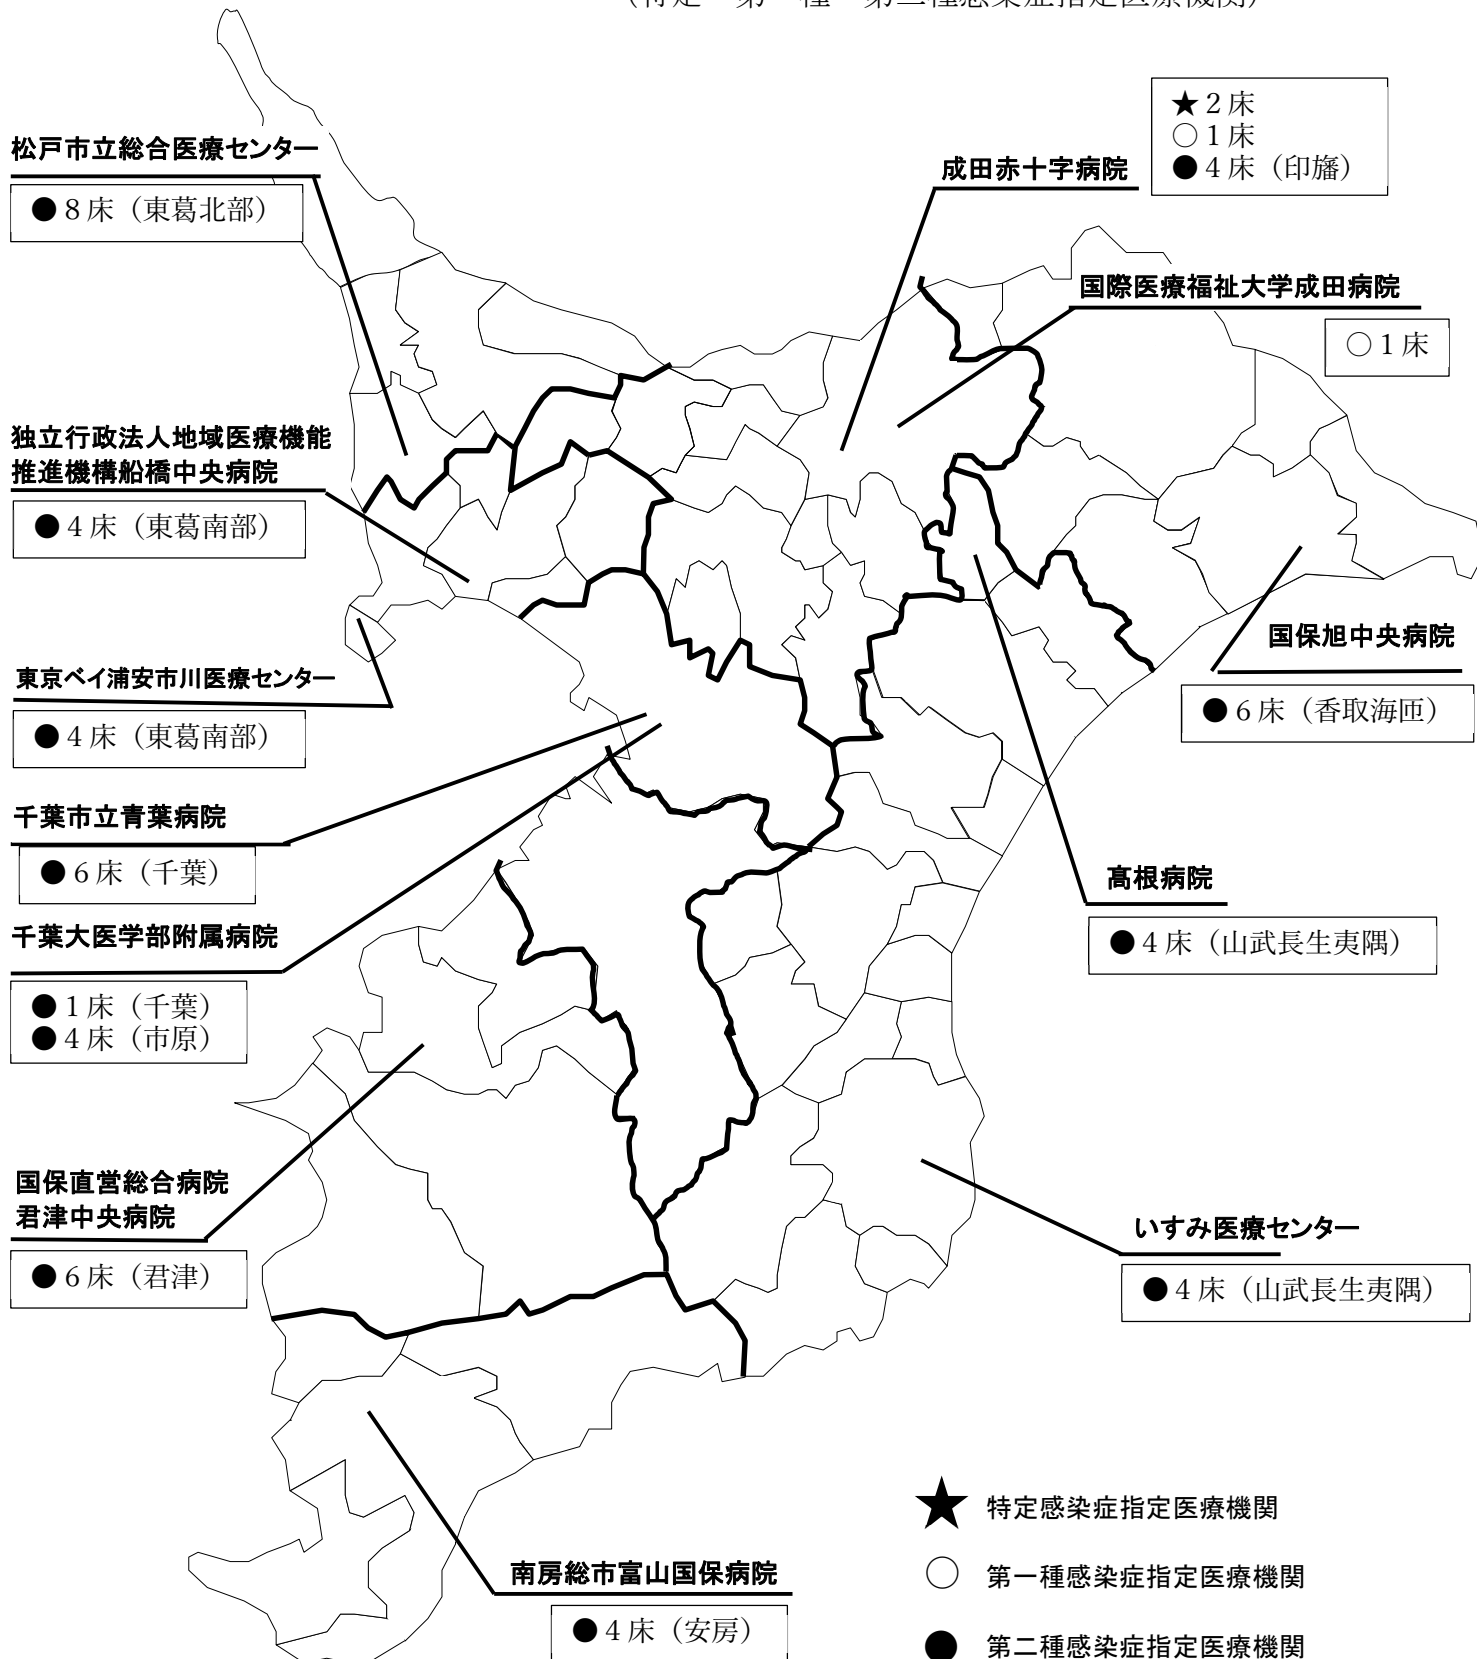 松戸市立総合医療センター
●８床（東葛北部）
★２床
○１床
●４床（印旛）
成田赤十字病院
国際医療福祉大学成田病院
○１床
独立行政法人地域医療機能
推進機構船橋中央病院
●４床（東葛南部）
東京ベイ浦安市川医療センター
●４床（東葛南部）
国保旭中央病院
●６床（香取海匝）
千葉市立青葉病院
●６床（千葉）
千葉大医学部附属病院
●１床（千葉）
●４床（市原）
髙根病院
●４床（山武長生夷隅）
国保直営総合病院
君津中央病院
●６床（君津）
いすみ医療センター
●４床（山武長生夷隅）
南房総市富山国保病院
●４床（安房）
★ 特定感染症指定医療機関
○ 第一種感染症指定医療機関
● 第二種感染症指定医療機関